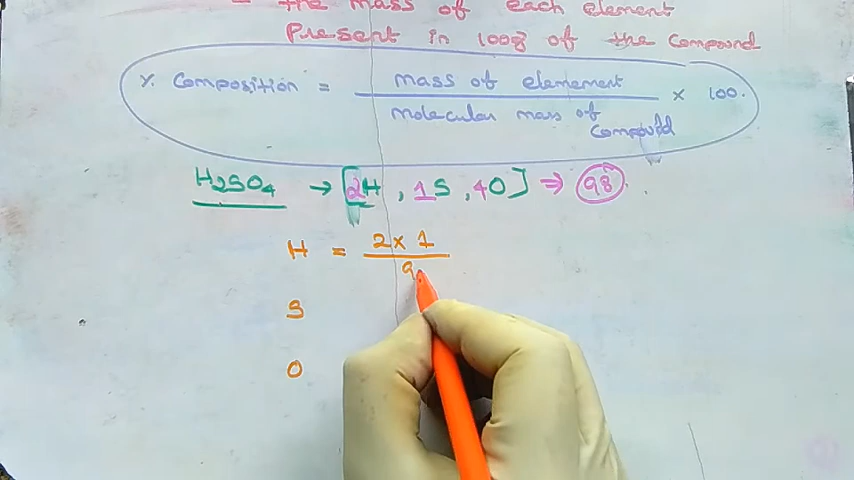 = the mass of each element
Present in 100g of the Compound
% Composition = mass of elemement / molecular mass of Compound × 100.
H2SO4 → [2H, 1S, 4O] ⇒ 98.
H = 2 × 1 / 9
S
O